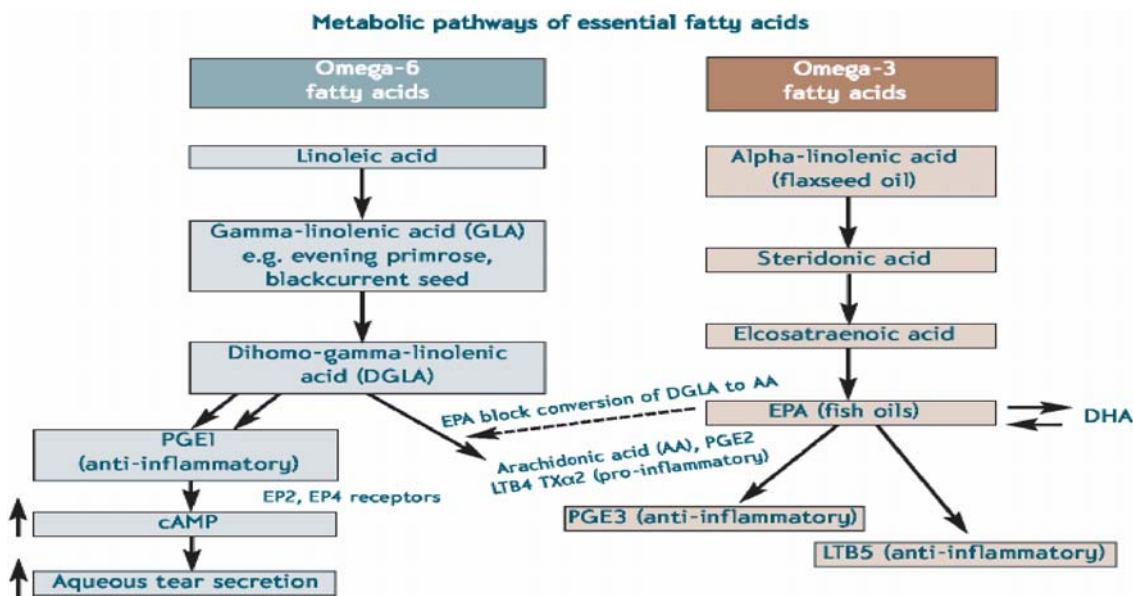 Metabolic pathways of essential fatty acids
Omega-6
fatty acids
Linoleic acid
Gamma-linolenic acid (GLA)
e.g. evening primrose,
blackcurrent seed
Dihomo-gamma-linolenic
acid (DGLA)
PGE1
(anti-inflammatory)
EP2, EP4 receptors
cAMP
Aqueous tear secretion
EPA block conversion of DGLA to AA
Arachidonic acid (AA), PGE2
LTB4 TXα2 (pro-inflammatory)
Omega-3
fatty acids
Alpha-linolenic acid
(flaxseed oil)
Steridonic acid
Elcosatraenoic acid
EPA (fish oils)
DHA
PGE3 (anti-inflammatory)
LTB5 (anti-inflammatory)